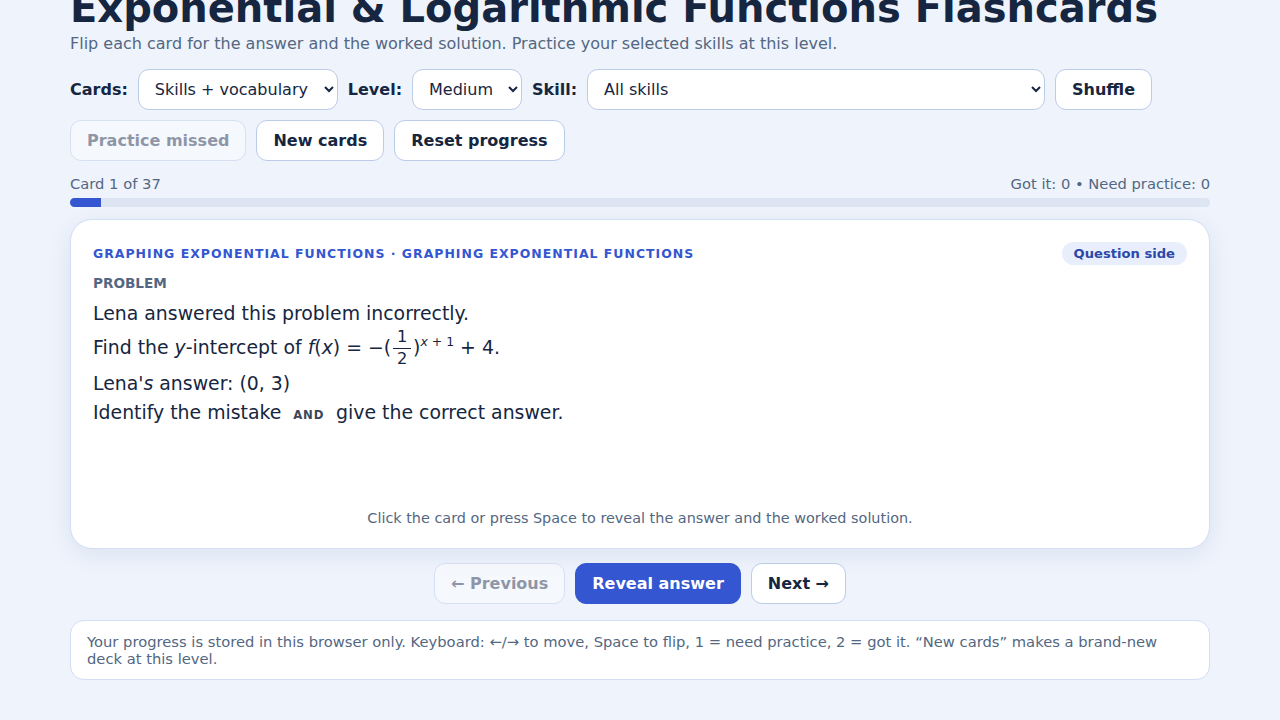 Exponential & Logarithmic Functions Flashcards
Flip each card for the answer and the worked solution. Practice your selected skills at this level.
Cards: Skills + vocabulary Level: Medium Skill: All skills Shuffle
Practice missed New cards Reset progress
Card 1 of 37 Got it: 0 • Need practice: 0
GRAPHING EXPONENTIAL FUNCTIONS · GRAPHING EXPONENTIAL FUNCTIONS Question side
PROBLEM
Lena answered this problem incorrectly.
Find the y-intercept of f(x) = −(1/2)^(x + 1) + 4.
Lena's answer: (0, 3)
Identify the mistake AND give the correct answer.
Click the card or press Space to reveal the answer and the worked solution.
← Previous Reveal answer Next →
Your progress is stored in this browser only. Keyboard: ←/→ to move, Space to flip, 1 = need practice, 2 = got it. “New cards” makes a brand-new
deck at this level.